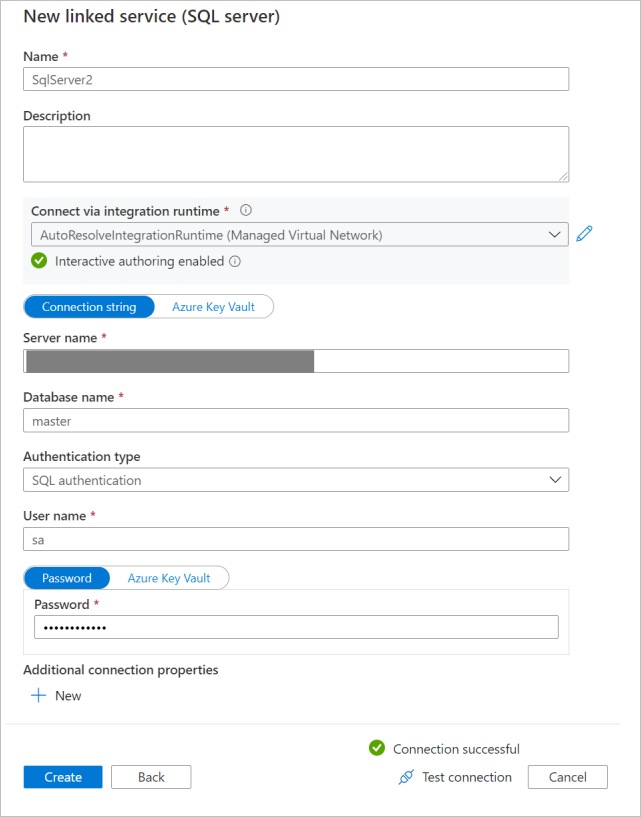 New linked service (SQL server)
Name *
SqlServer2
Description
Connect via integration runtime *
AutoResolveIntegrationRuntime (Managed Virtual Network)
Interactive authoring enabled
Connection string Azure Key Vault
Server name *
Database name *
master
Authentication type
SQL authentication
User name *
sa
Password Azure Key Vault
Password *
••••••••••••
Additional connection properties
New
Connection successful
Create Back Test connection Cancel